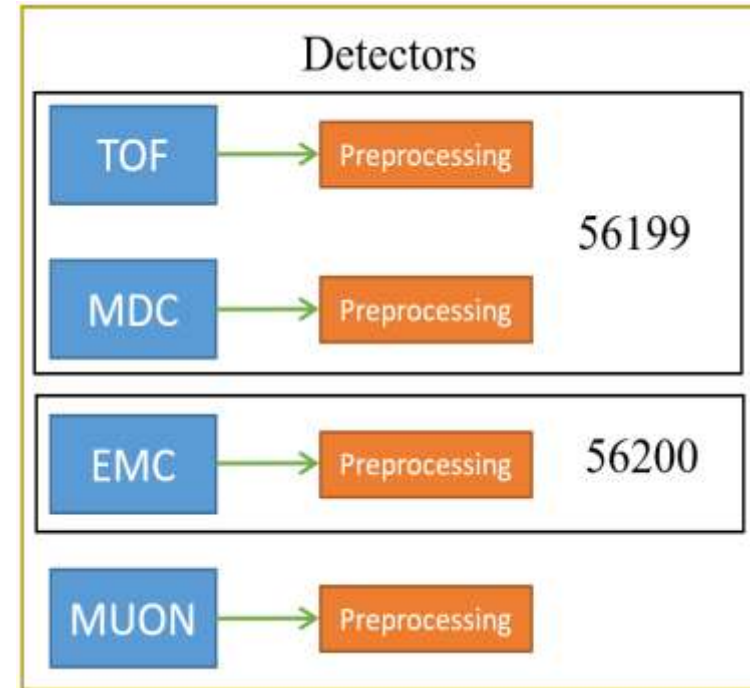 Detectors
TOF
Preprocessing
56199
MDC
Preprocessing
EMC
Preprocessing
56200
MUON
Preprocessing